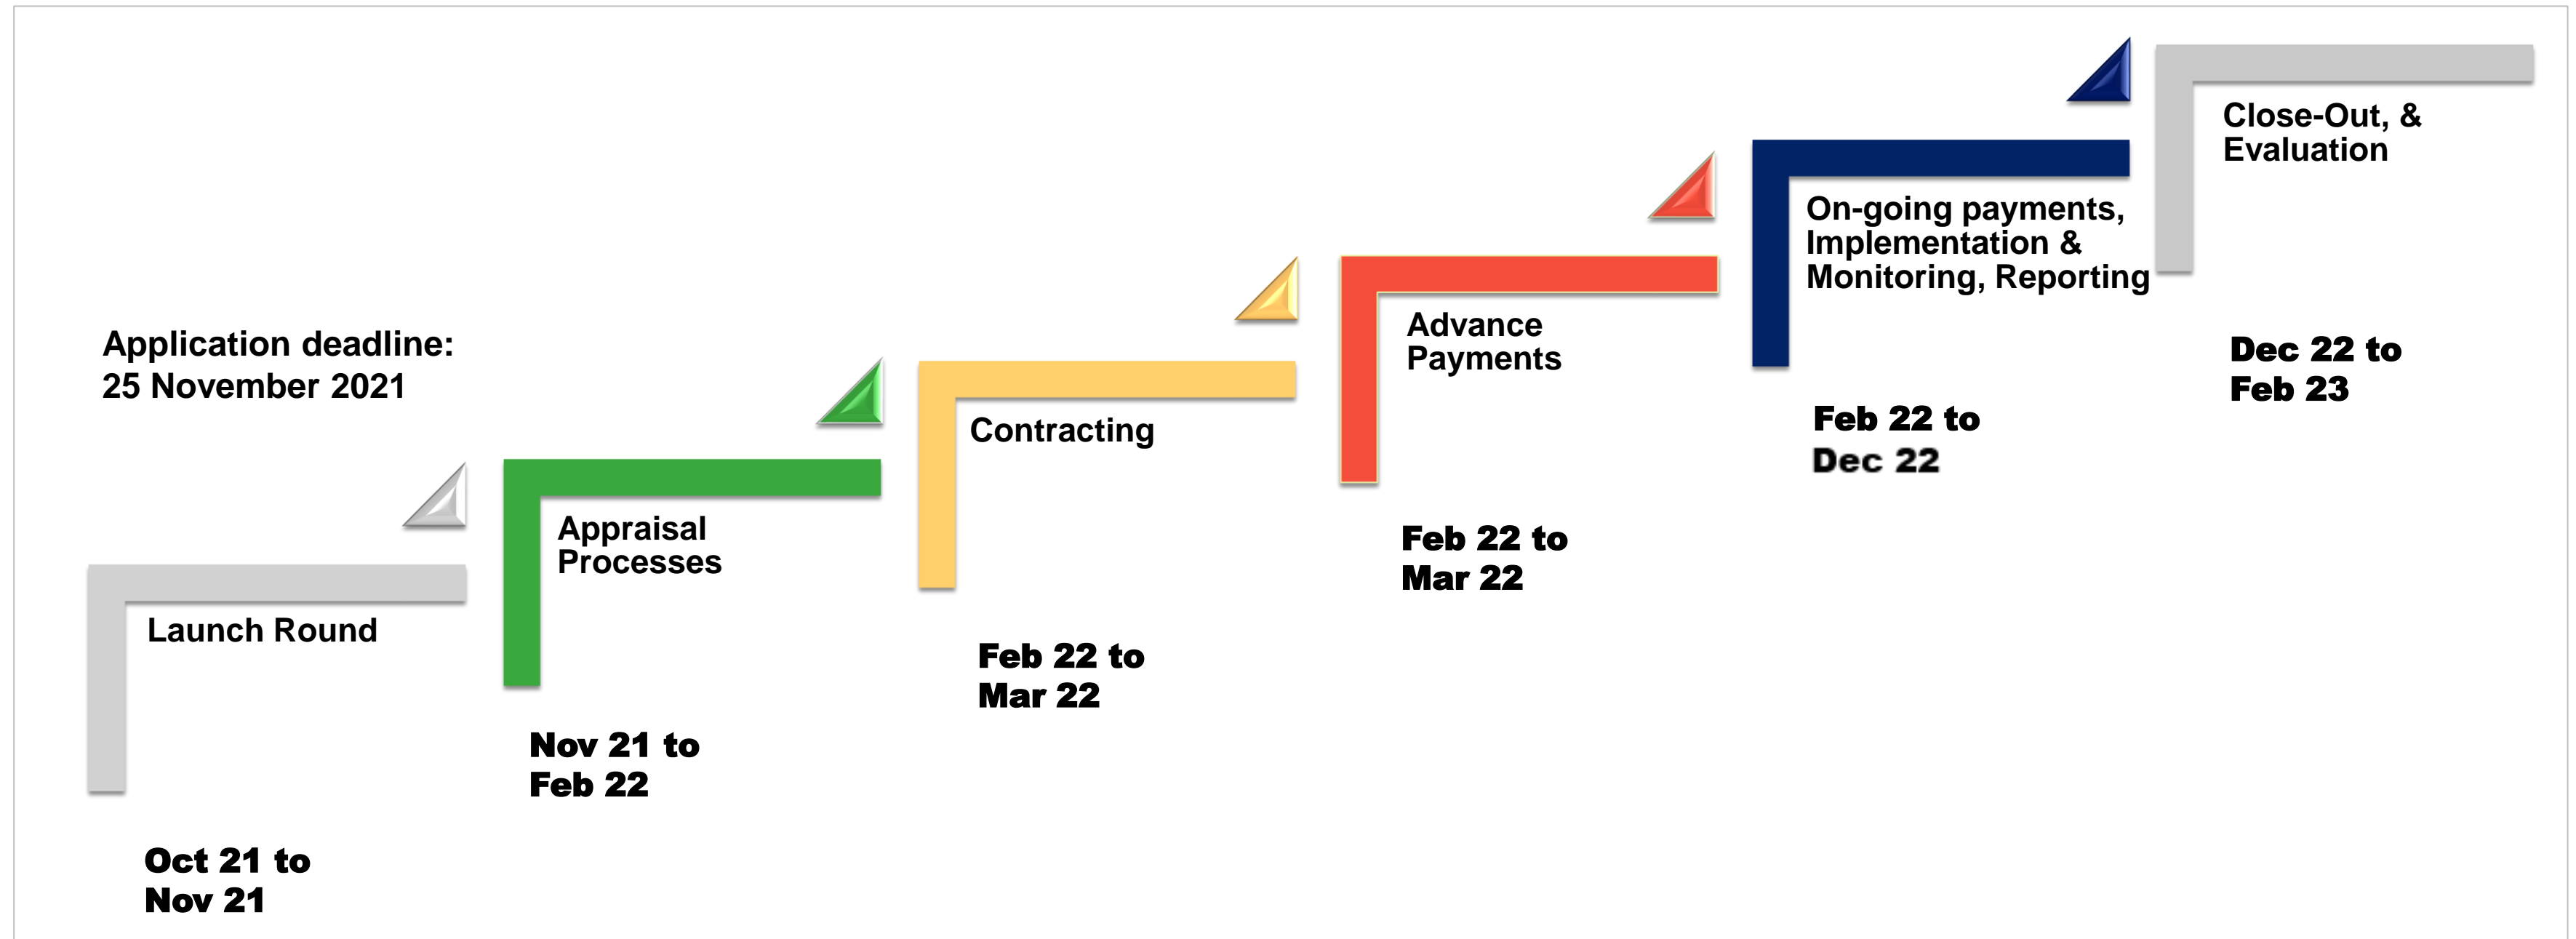 Application deadline:
25 November 2021
Launch Round
Oct 21 to
Nov 21
Appraisal
Processes
Nov 21 to
Feb 22
Contracting
Feb 22 to
Mar 22
Advance
Payments
Feb 22 to
Mar 22
On-going payments,
Implementation &
Monitoring, Reporting
Feb 22 to
Dec 22
Close-Out, &
Evaluation
Dec 22 to
Feb 23